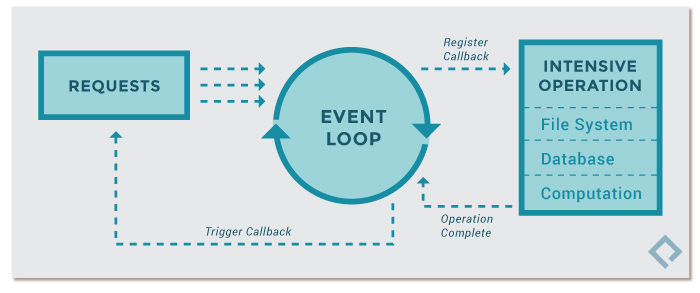 REQUESTS
EVENT
LOOP
Register
Callback
INTENSIVE
OPERATION
File System
Database
Computation
Operation
Complete
Trigger Callback